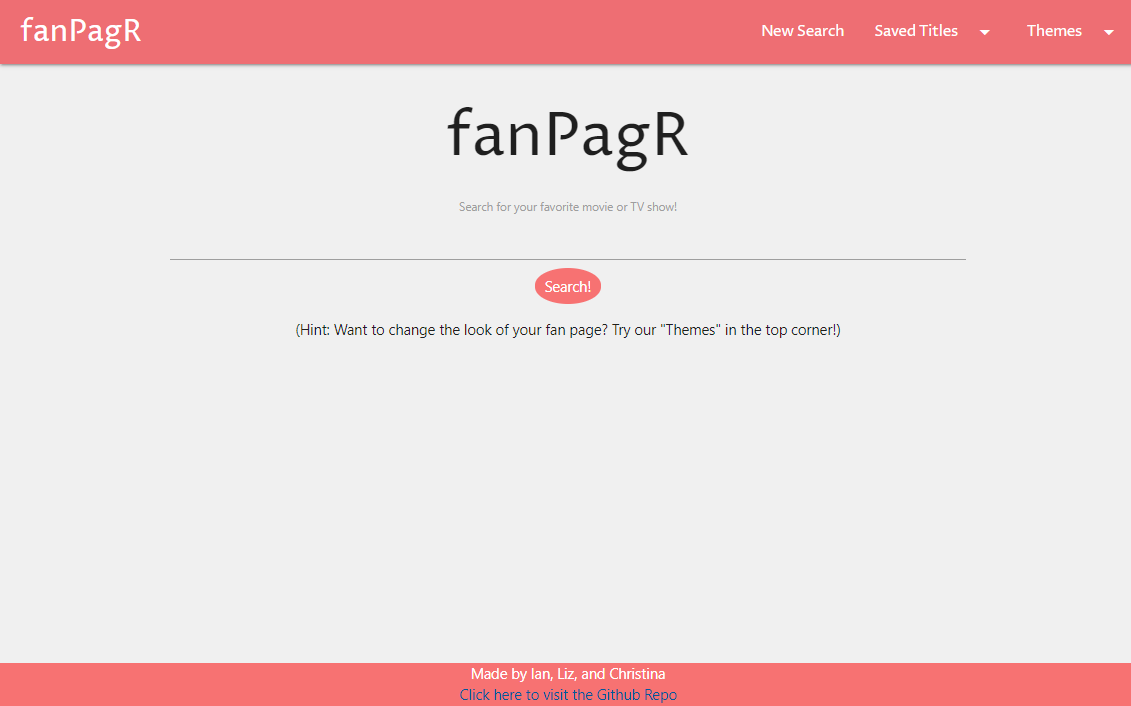 fanPagR
New Search
Saved Titles
Themes
fanPagR
Search for your favorite movie or TV show!
Search!
(Hint: Want to change the look of your fan page? Try our "Themes" in the top corner!)
Made by Ian, Liz, and Christina
Click here to visit the Github Repo